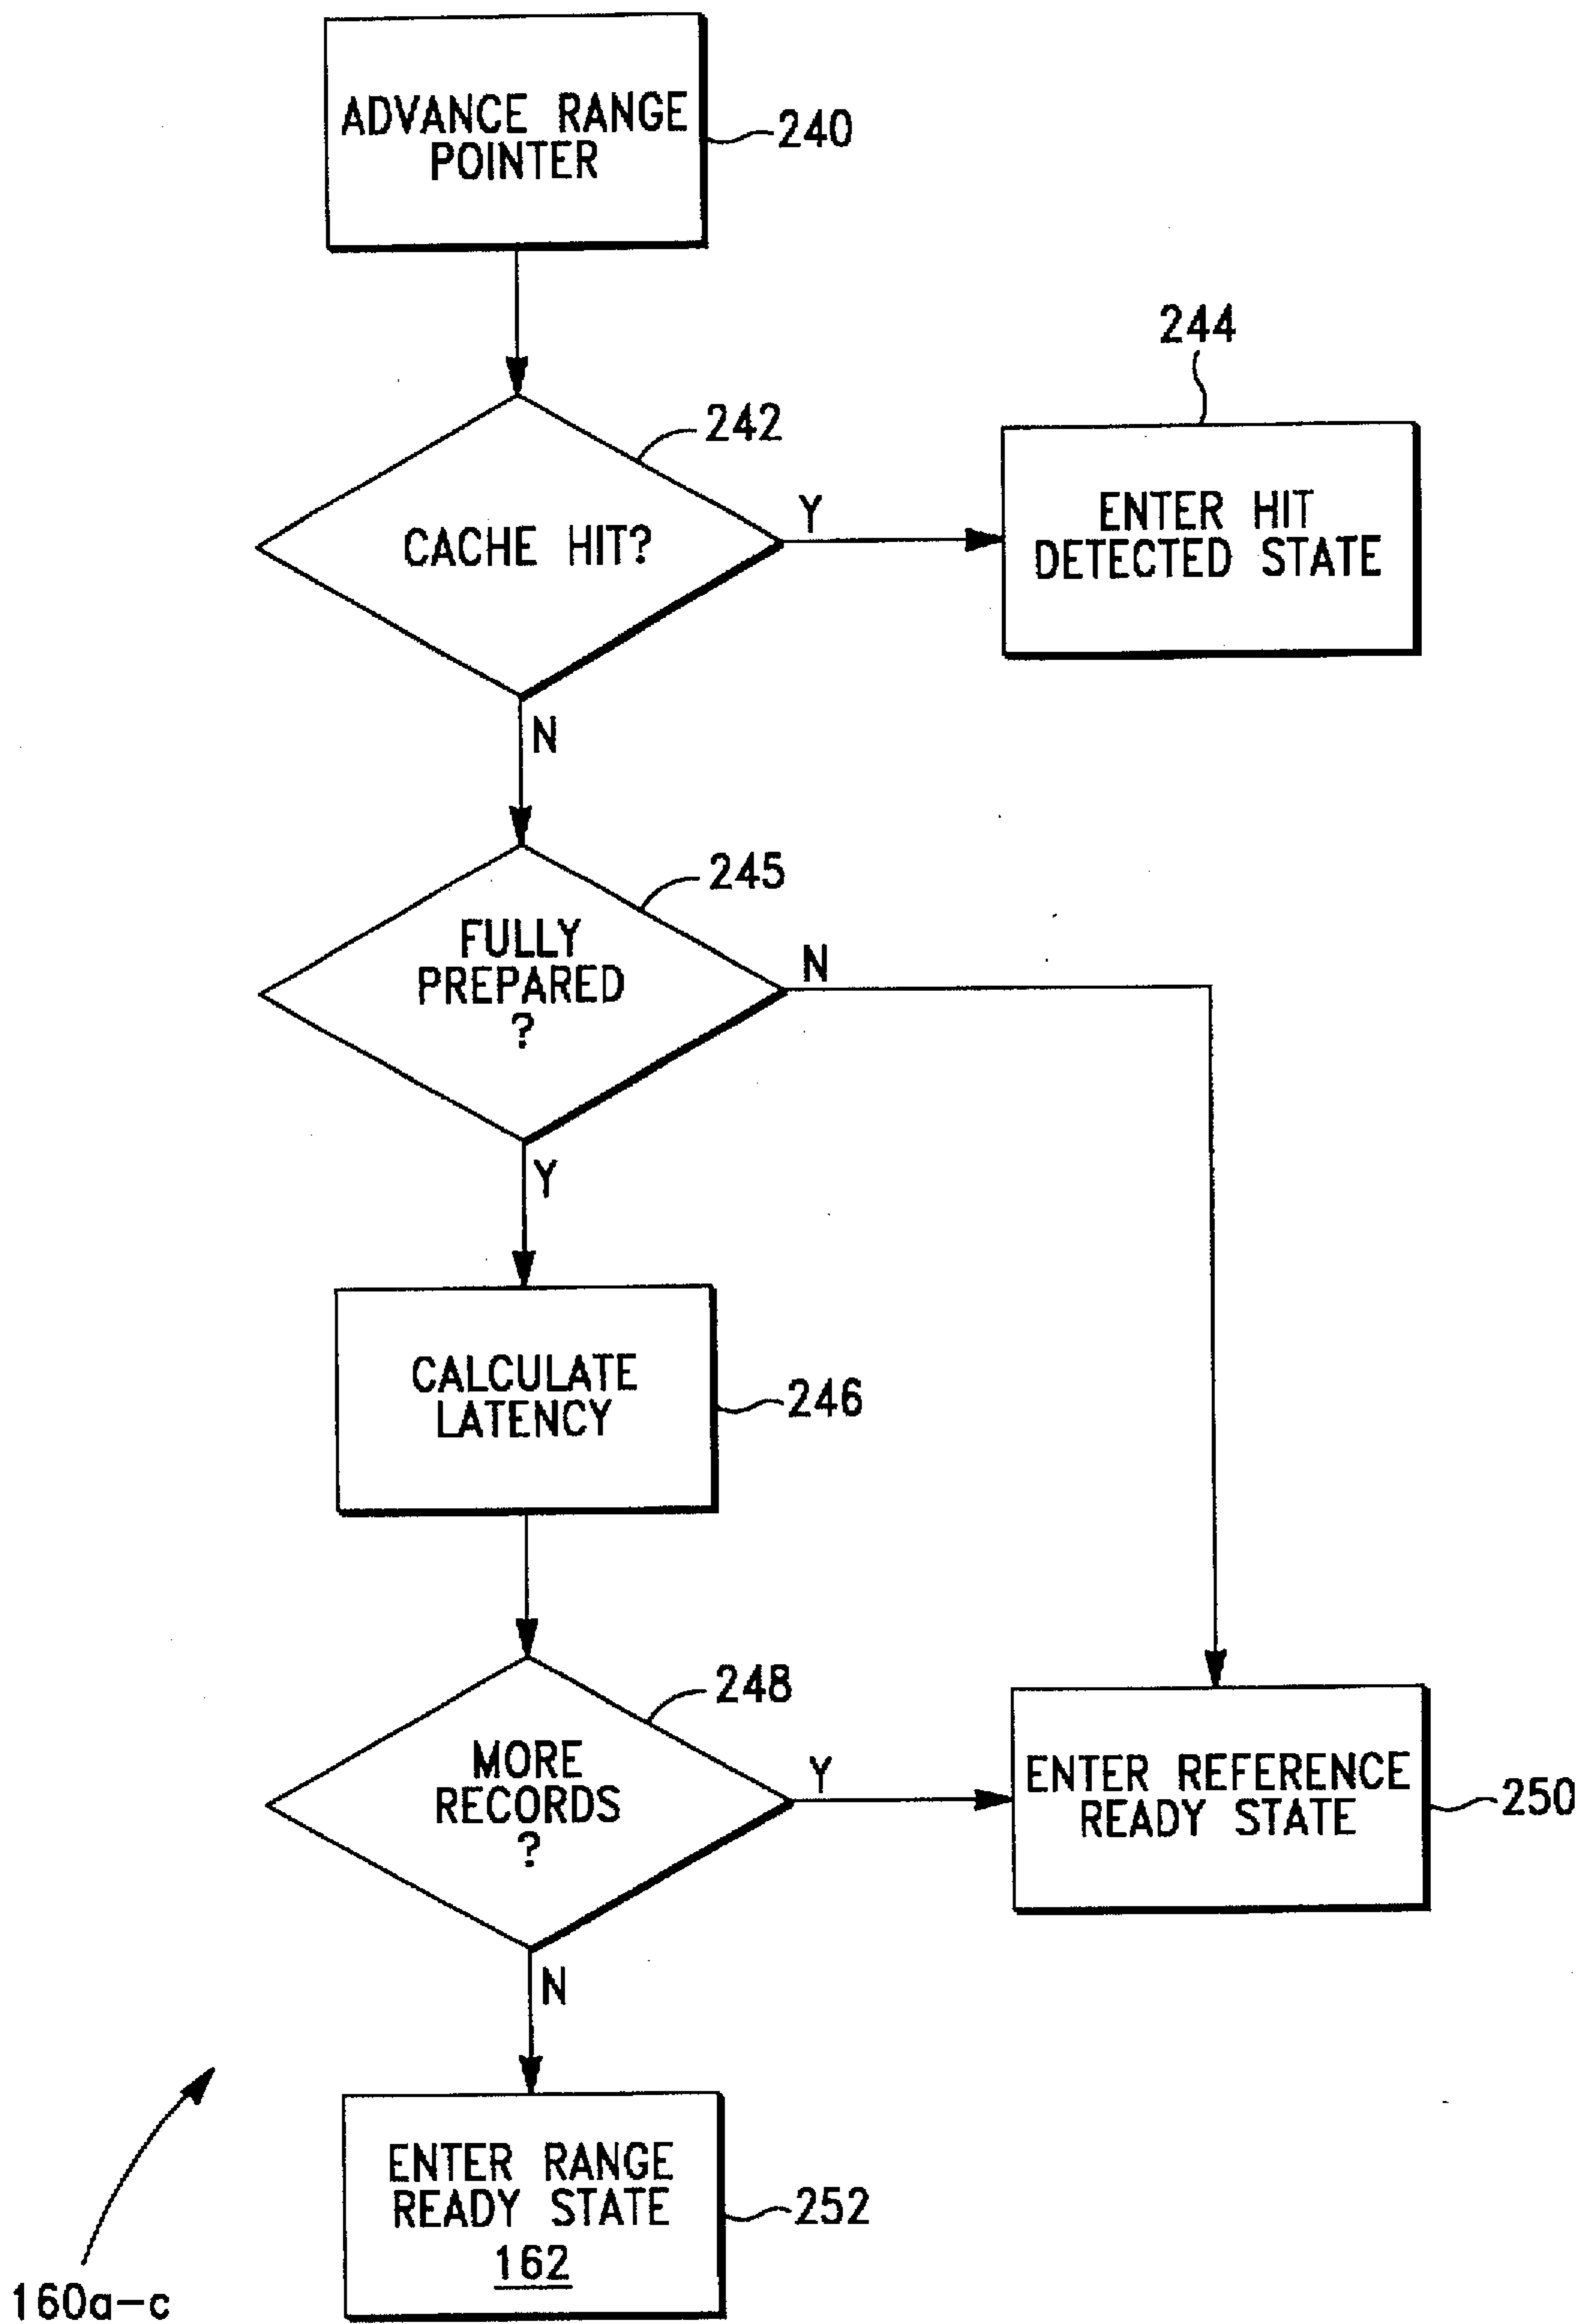 ADVANCE RANGE
POINTER
240
244
242
CACHE HIT?
Y
ENTER HIT
DETECTED STATE
N
245
FULLY
PREPARED
?
N
Y
CALCULATE
LATENCY
246
248
MORE
RECORDS
?
Y
ENTER REFERENCE
READY STATE
250
N
ENTER RANGE
READY STATE
162
252
160a-c